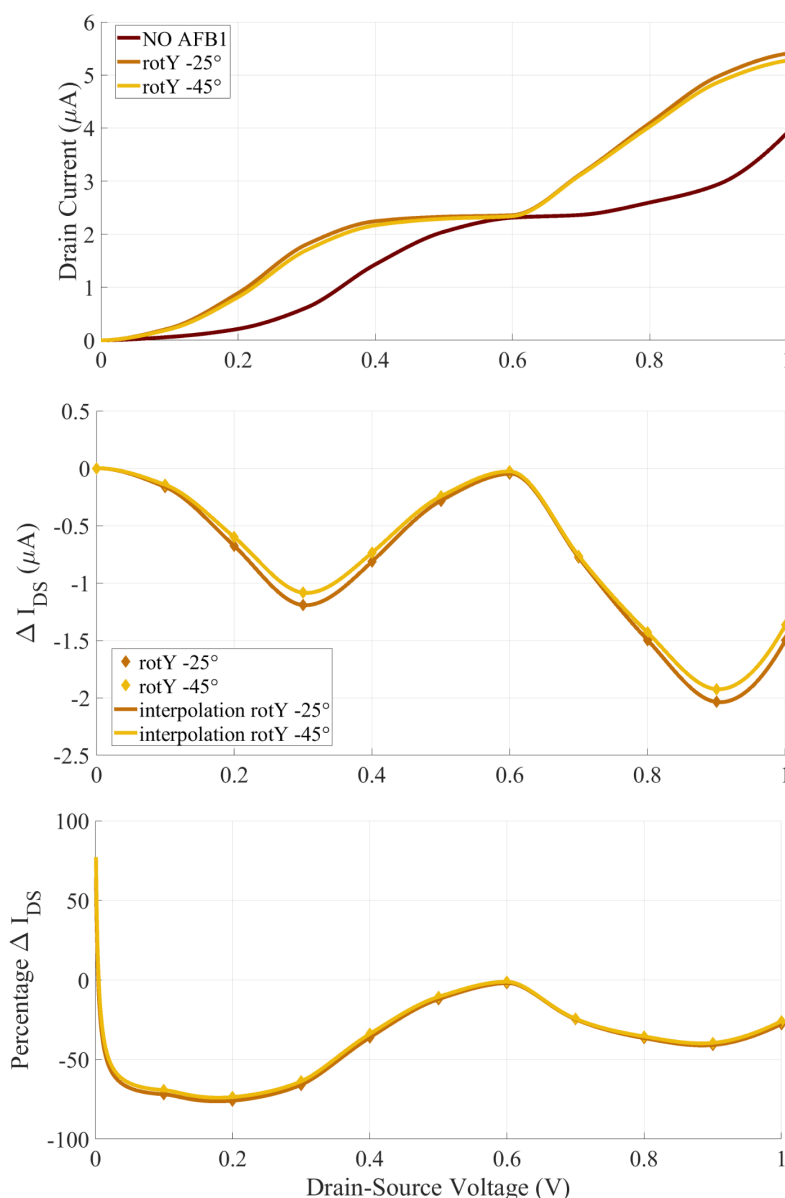 6
5
4
3
2
1
0
Drain Current (μA)
NO AFB1
rotY -25°
rotY -45°
0 0.2 0.4 0.6 0.8 1
0.5
0
-0.5
-1
-1.5
-2
-2.5
Δ I_DS (μA)
rotY -25°
rotY -45°
interpolation rotY -25°
interpolation rotY -45°
0 0.2 0.4 0.6 0.8 1
100
50
0
-50
-100
Percentage Δ I_DS
0 0.2 0.4 0.6 0.8 1
Drain-Source Voltage (V)